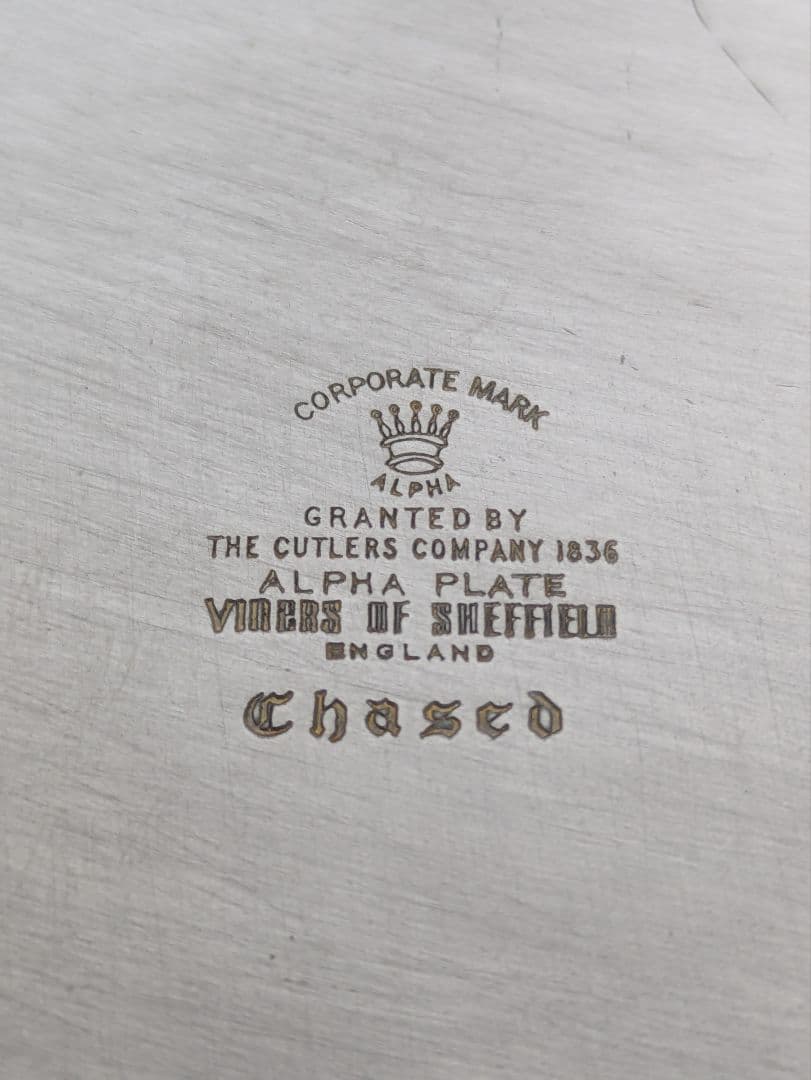 CORPORATE MARK
ALPHA
GRANTED BY
THE CUTLERS COMPANY 1836
ALPHA PLATE
VINERS OF SHEFFIELD
ENGLAND
Chased